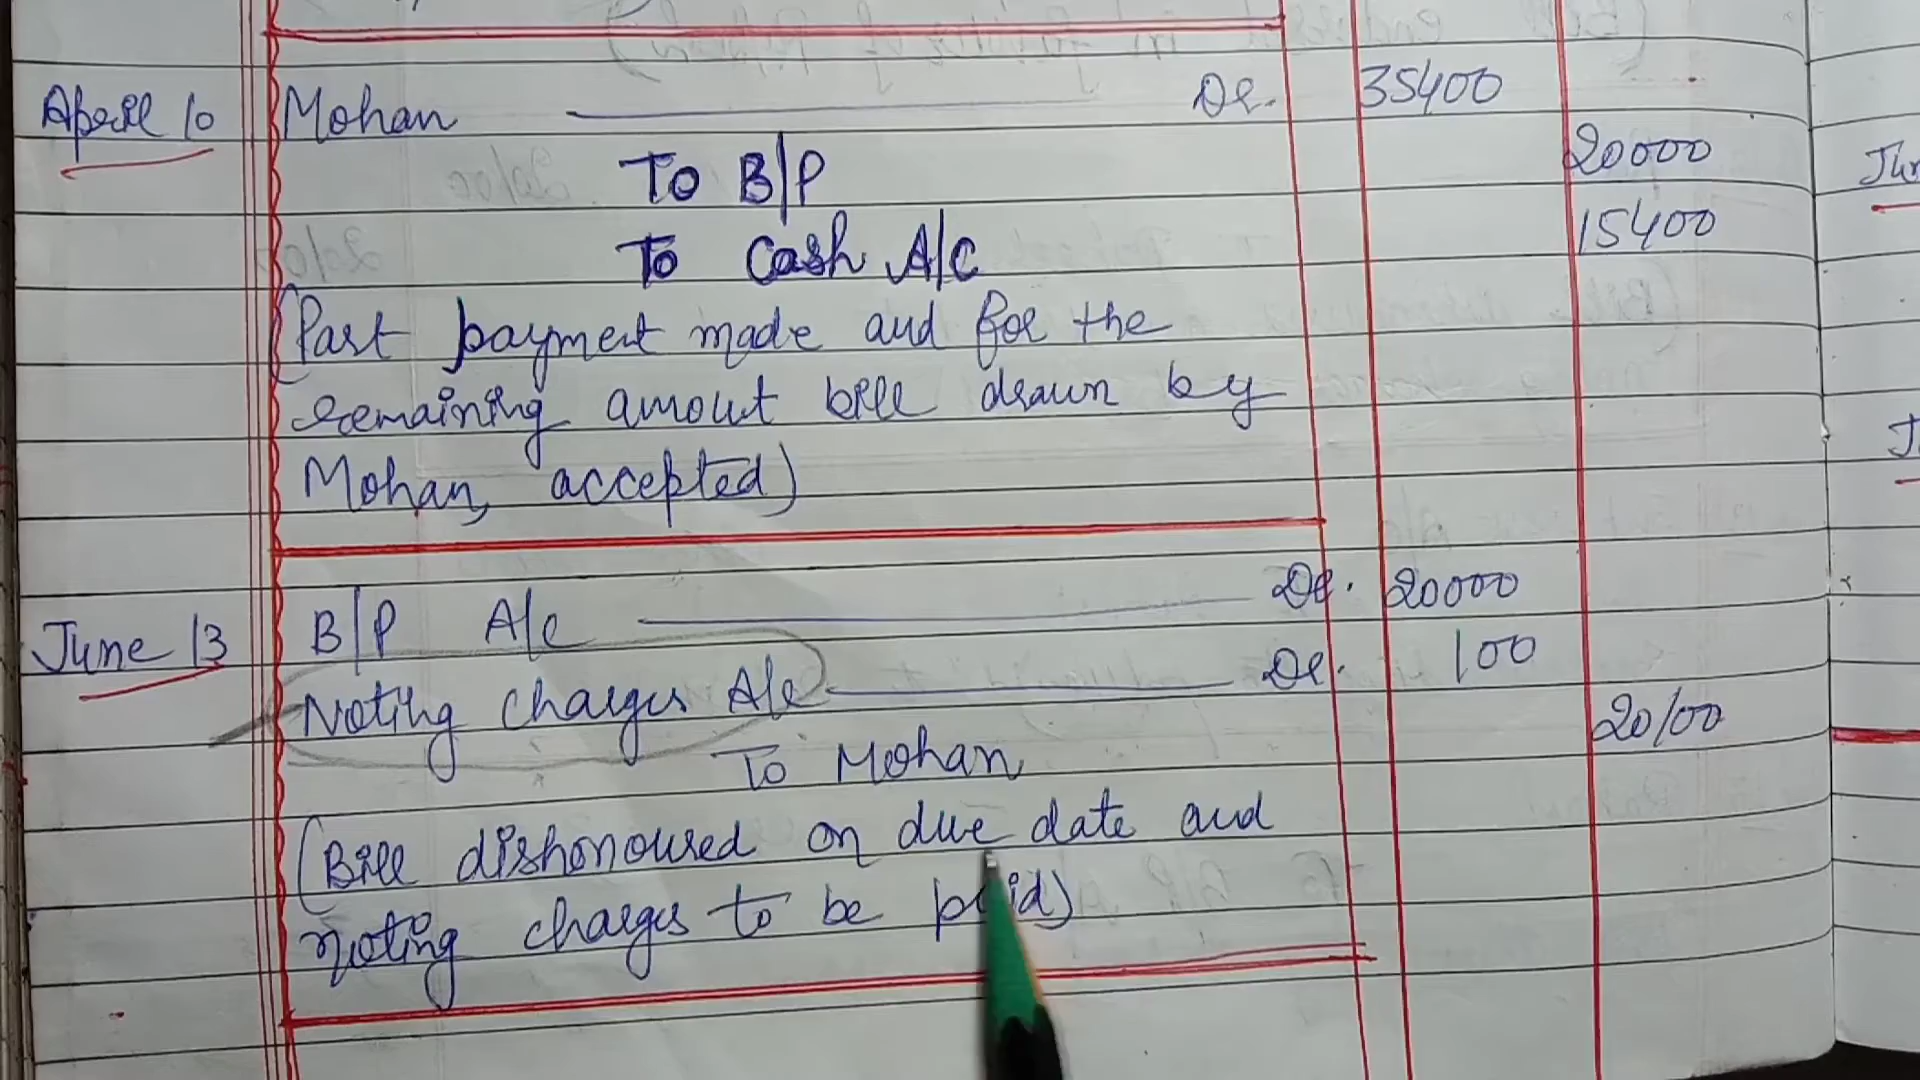 April 10 Mohan Dr. 35400
To B/P 20000
To Cash A/C 15400
(Part payment made and for the
remaining amout bill drawn by
Mohan, accepted)
June 13 B/P A/c Dr. 20000
Noting charges A/c Dr. 100
To Mohan 20100
(Bill dishonoured on due date and
noting charges to be paid)